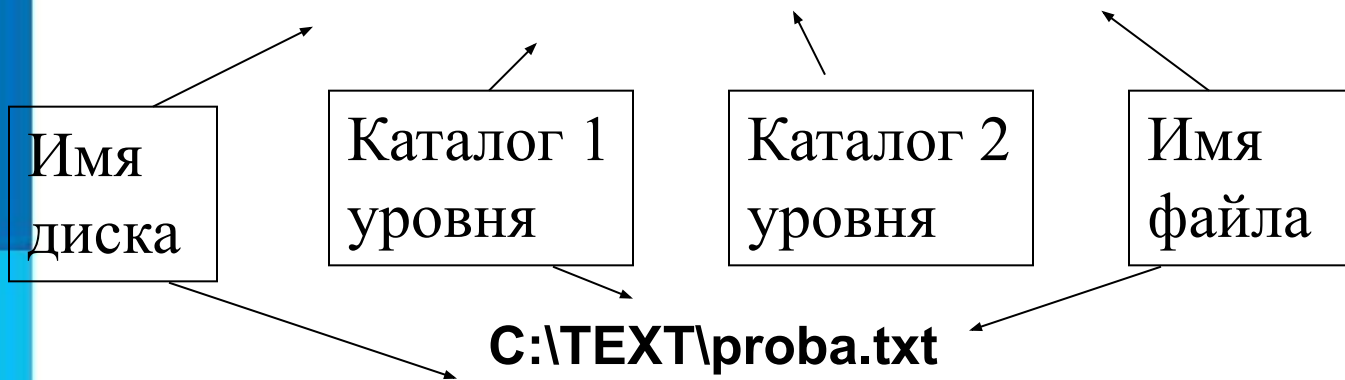 Имя
диска
Каталог 1
уровня
Каталог 2
уровня
Имя
файла
C:\TEXT\proba.txt